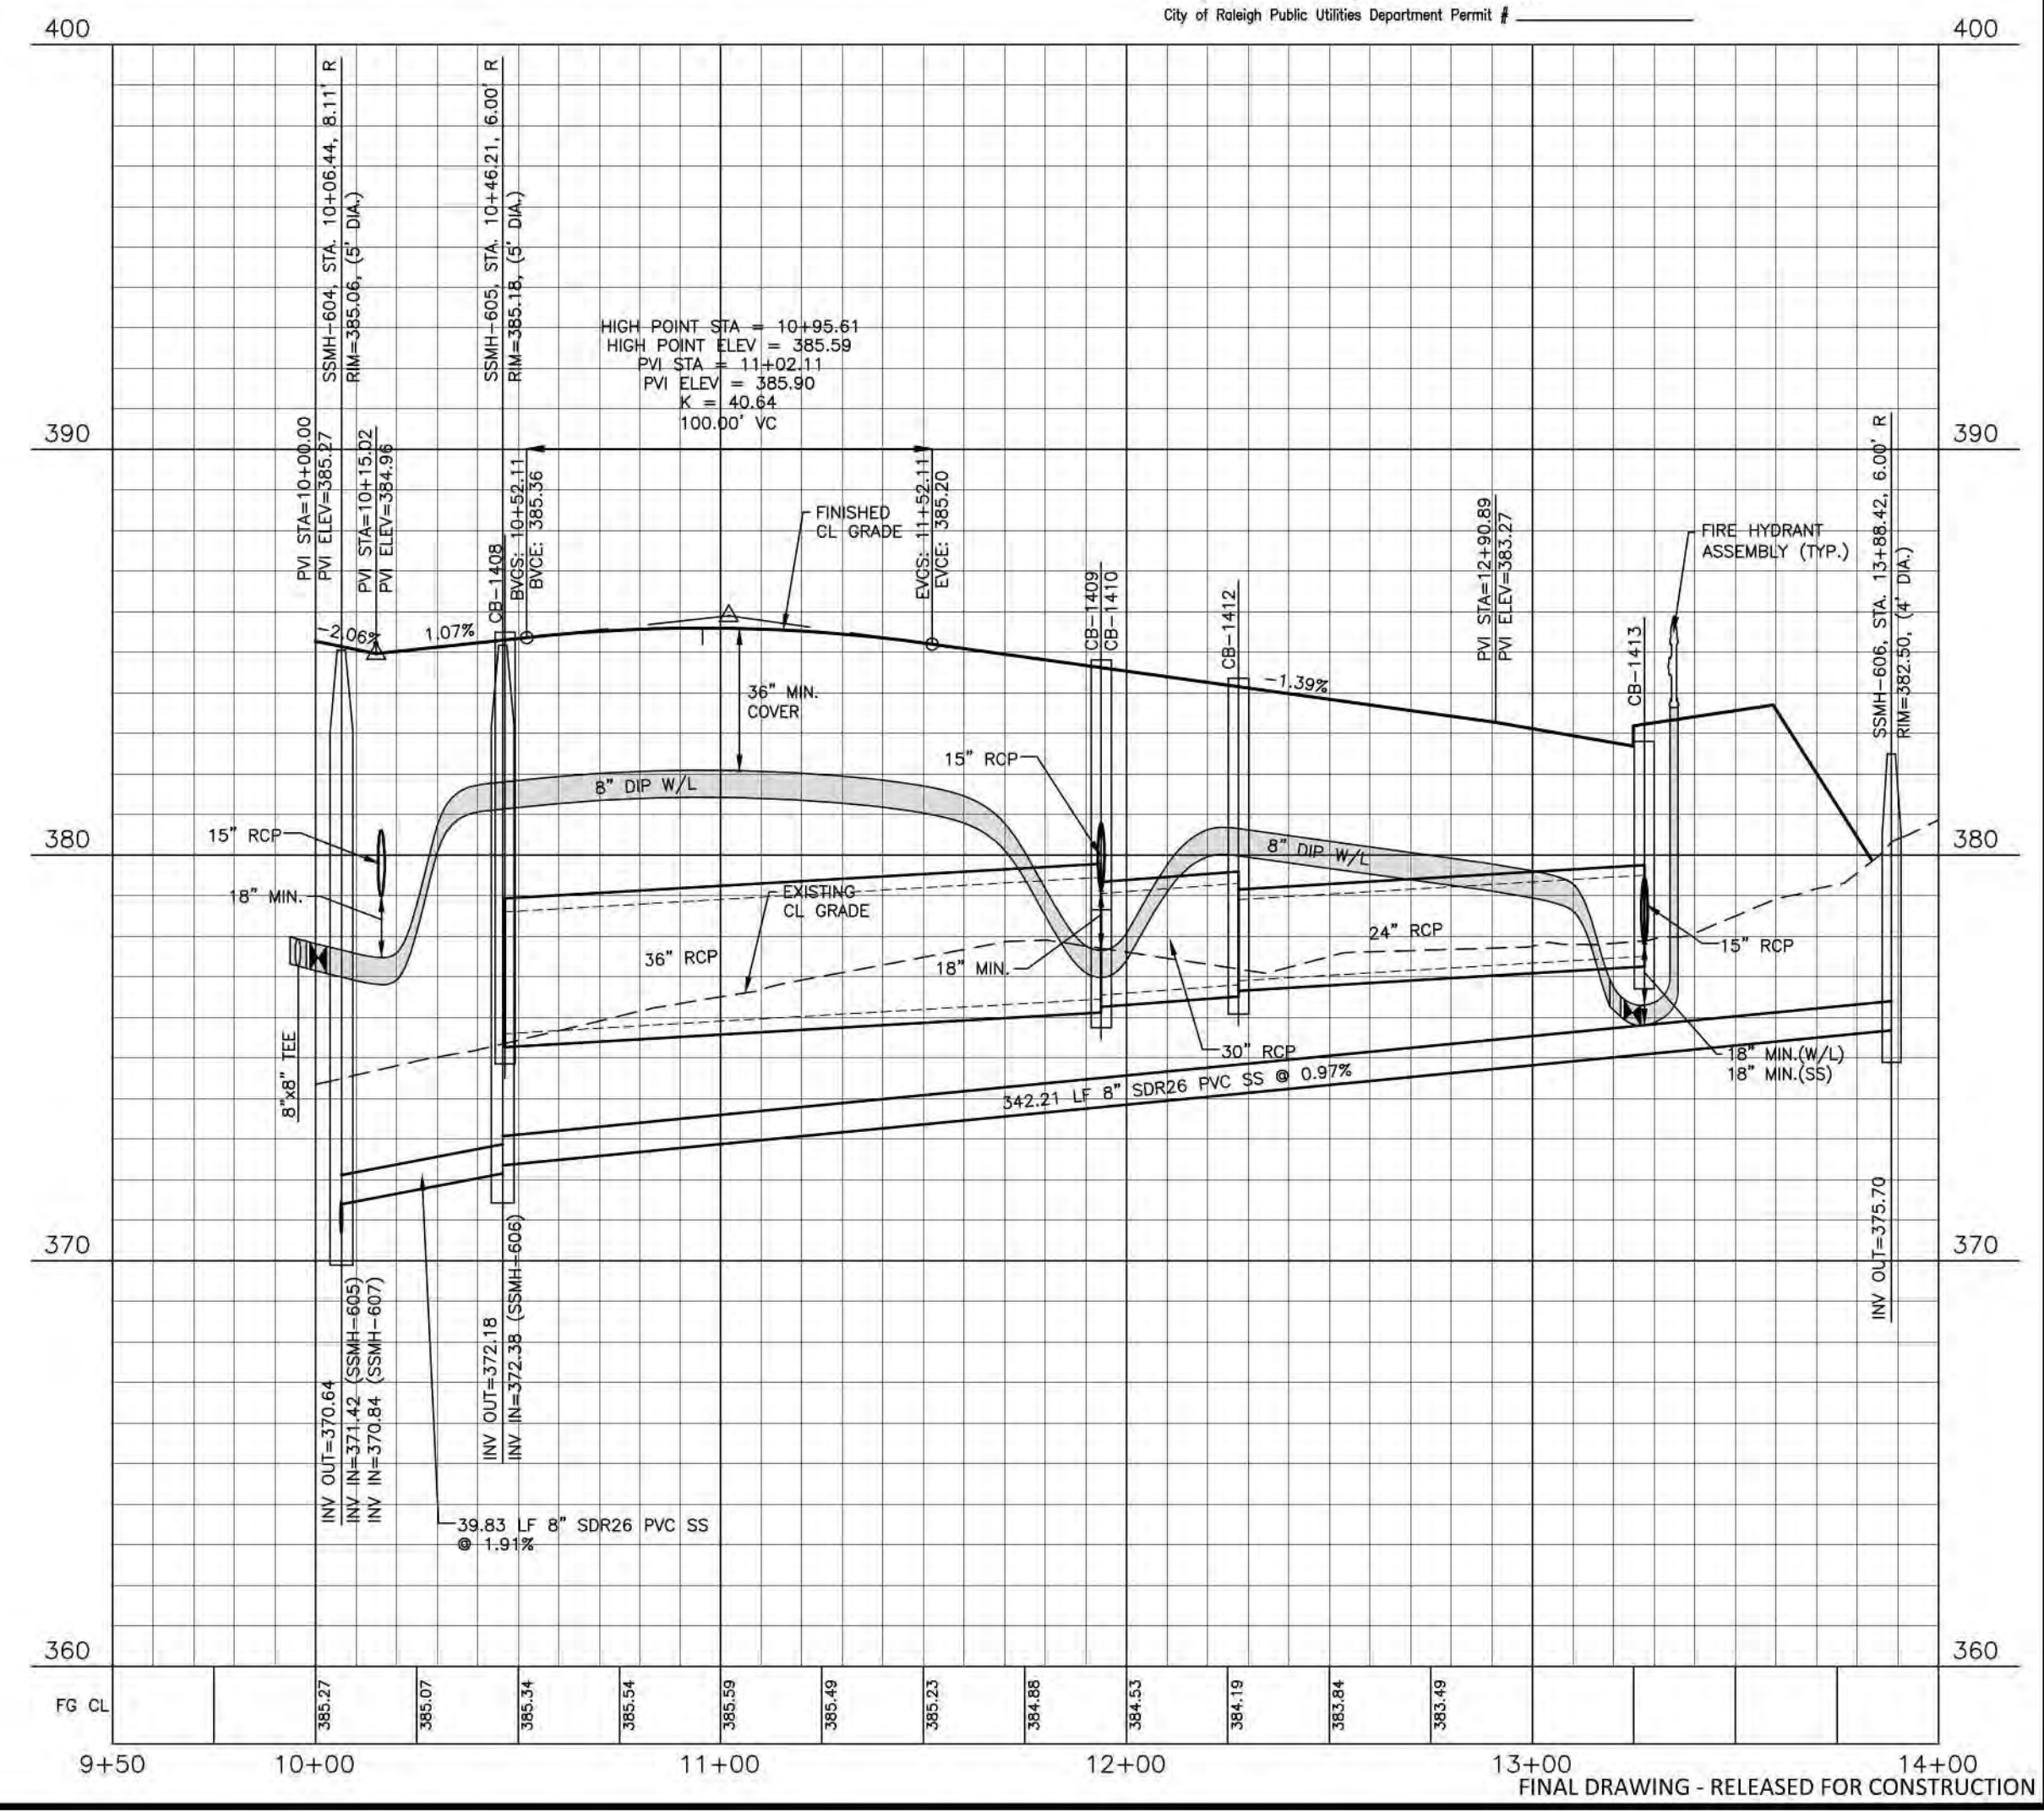 City of Raleigh Public Utilities Department Permit #
400
400
SSMH-604, STA. 10+06.44, 8.11' R
RIM=385.06, (5' DIA.)
SSMH-605, STA. 10+46.21, 6.00' R
RIM=385.18, (5' DIA.)
HIGH POINT STA = 10+95.61
HIGH POINT ELEV = 385.59
PVI STA = 11+02.11
PVI ELEV = 385.90
K = 40.64
100.00' VC
390
390
PVI STA=10+00.00
PVI ELEV=385.27
PVI STA=10+15.02
PVI ELEV=384.96
CB-1408
BVCS: 10+52.11
BVCE: 385.36
EVCS: 11+52.11
EVCE: 385.20
FINISHED
CL GRADE
CB-1409
CB-1410
CB-1412
PVI STA=12+90.89
PVI ELEV=383.27
CB-1413
FIRE HYDRANT
ASSEMBLY (TYP.)
SSMH-606, STA. 13+88.42, 6.00' R
RIM=382.50, (4' DIA.)
-2.06%
1.07%
-1.39%
36" MIN.
COVER
15" RCP
8" DIP W/L
15" RCP
380
380
8" DIP W/L
18" MIN.
EXISTING
CL GRADE
36" RCP
18" MIN.
24" RCP
15" RCP
8"x8" TEE
30" RCP
18" MIN.(W/L)
18" MIN.(SS)
342.21 LF 8" SDR26 PVC SS @ 0.97%
370
370
INV OUT=375.70
INV OUT=370.64
INV IN=371.42 (SSMH-605)
INV IN=370.84 (SSMH-607)
INV OUT=372.18
INV IN=372.38 (SSMH-606)
39.83 LF 8" SDR26 PVC SS
@ 1.91%
360
360
FG CL
385.27
385.07
385.34
385.54
385.59
385.49
385.23
384.88
384.53
384.19
383.84
383.49
9+50
10+00
11+00
12+00
13+00
14+00
FINAL DRAWING - RELEASED FOR CONSTRUCTION